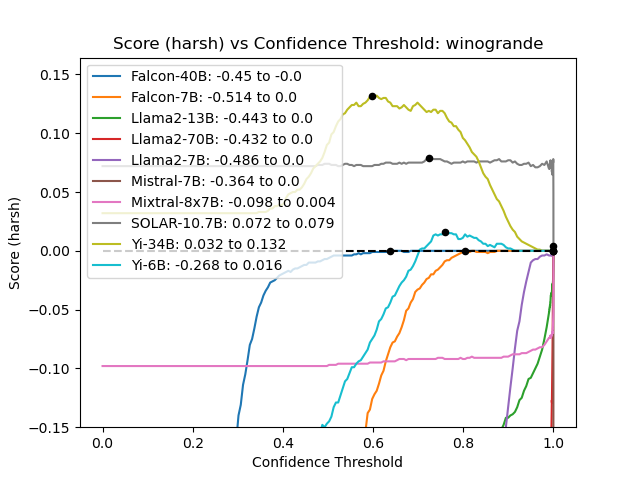 Score (harsh) vs Confidence Threshold: winogrande
Falcon-40B: -0.45 to -0.0
Falcon-7B: -0.514 to 0.0
Llama2-13B: -0.443 to 0.0
Llama2-70B: -0.432 to 0.0
Llama2-7B: -0.486 to 0.0
Mistral-7B: -0.364 to 0.0
Mixtral-8x7B: -0.098 to 0.004
SOLAR-10.7B: 0.072 to 0.079
Yi-34B: 0.032 to 0.132
Yi-6B: -0.268 to 0.016
0.15
0.10
0.05
0.00
−0.05
−0.10
−0.15
Score (harsh)
0.0 0.2 0.4 0.6 0.8 1.0
Confidence Threshold